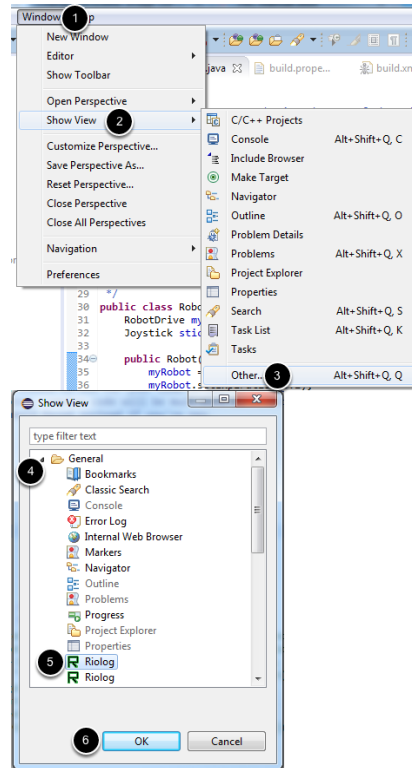 Window 1 p
New Window
Editor
Show Toolbar
Open Perspective
Show View 2
Customize Perspective...
Save Perspective As...
Reset Perspective...
Close Perspective
Close All Perspectives
Navigation
Preferences
java build.prope... build.xn
C/C++ Projects
Console Alt+Shift+Q, C
Include Browser
Make Target
Navigator
Outline Alt+Shift+Q, O
Problem Details
Problems Alt+Shift+Q, X
Project Explorer
Properties
Search Alt+Shift+Q, S
Task List Alt+Shift+Q, K
Tasks
Other... 3 Alt+Shift+Q, Q
29 */
30 public class Robo
31 RobotDrive my
32 Joystick stic
33
34 public Robot(
35 myRobot =
36
Show View
type filter text
4 General
Bookmarks
Classic Search
Console
Error Log
Internal Web Browser
Markers
Navigator
Outline
Problems
Progress
Project Explorer
Properties
5 Riolog
Riolog
6 OK Cancel